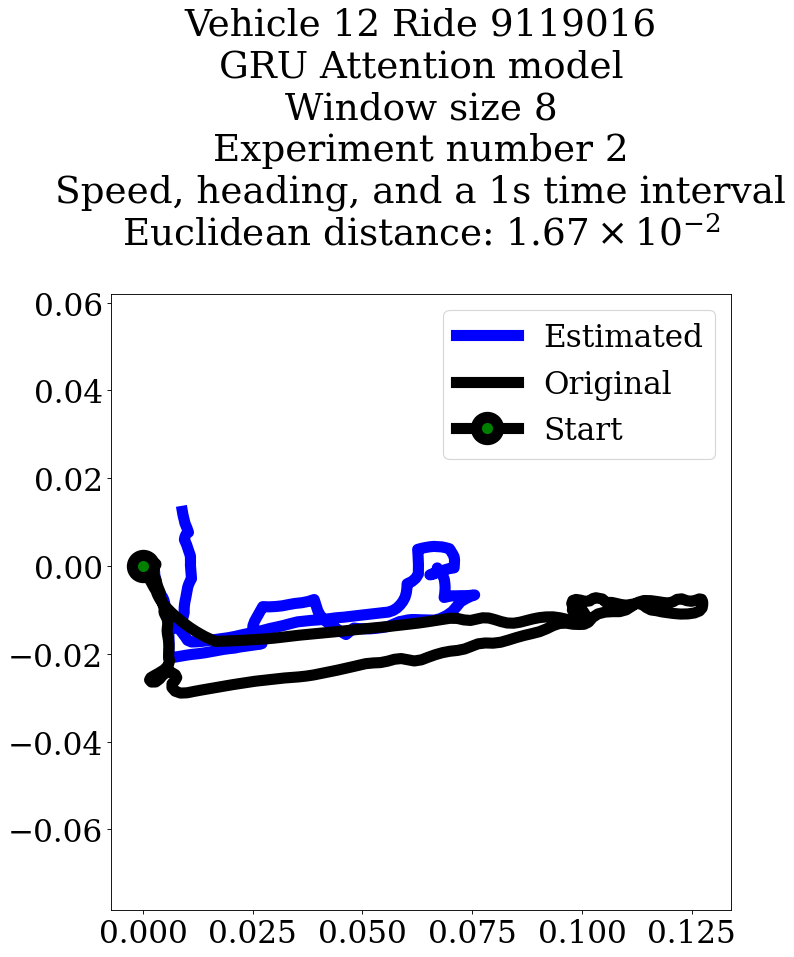 Vehicle 12 Ride 9119016
GRU Attention model
Window size 8
Experiment number 2
Speed, heading, and a 1s time interval
Euclidean distance: 1.67 × 10⁻²
0.06
0.04
0.02
0.00
−0.02
−0.04
−0.06
Estimated
Original
Start
0.000 0.025 0.050 0.075 0.100 0.125